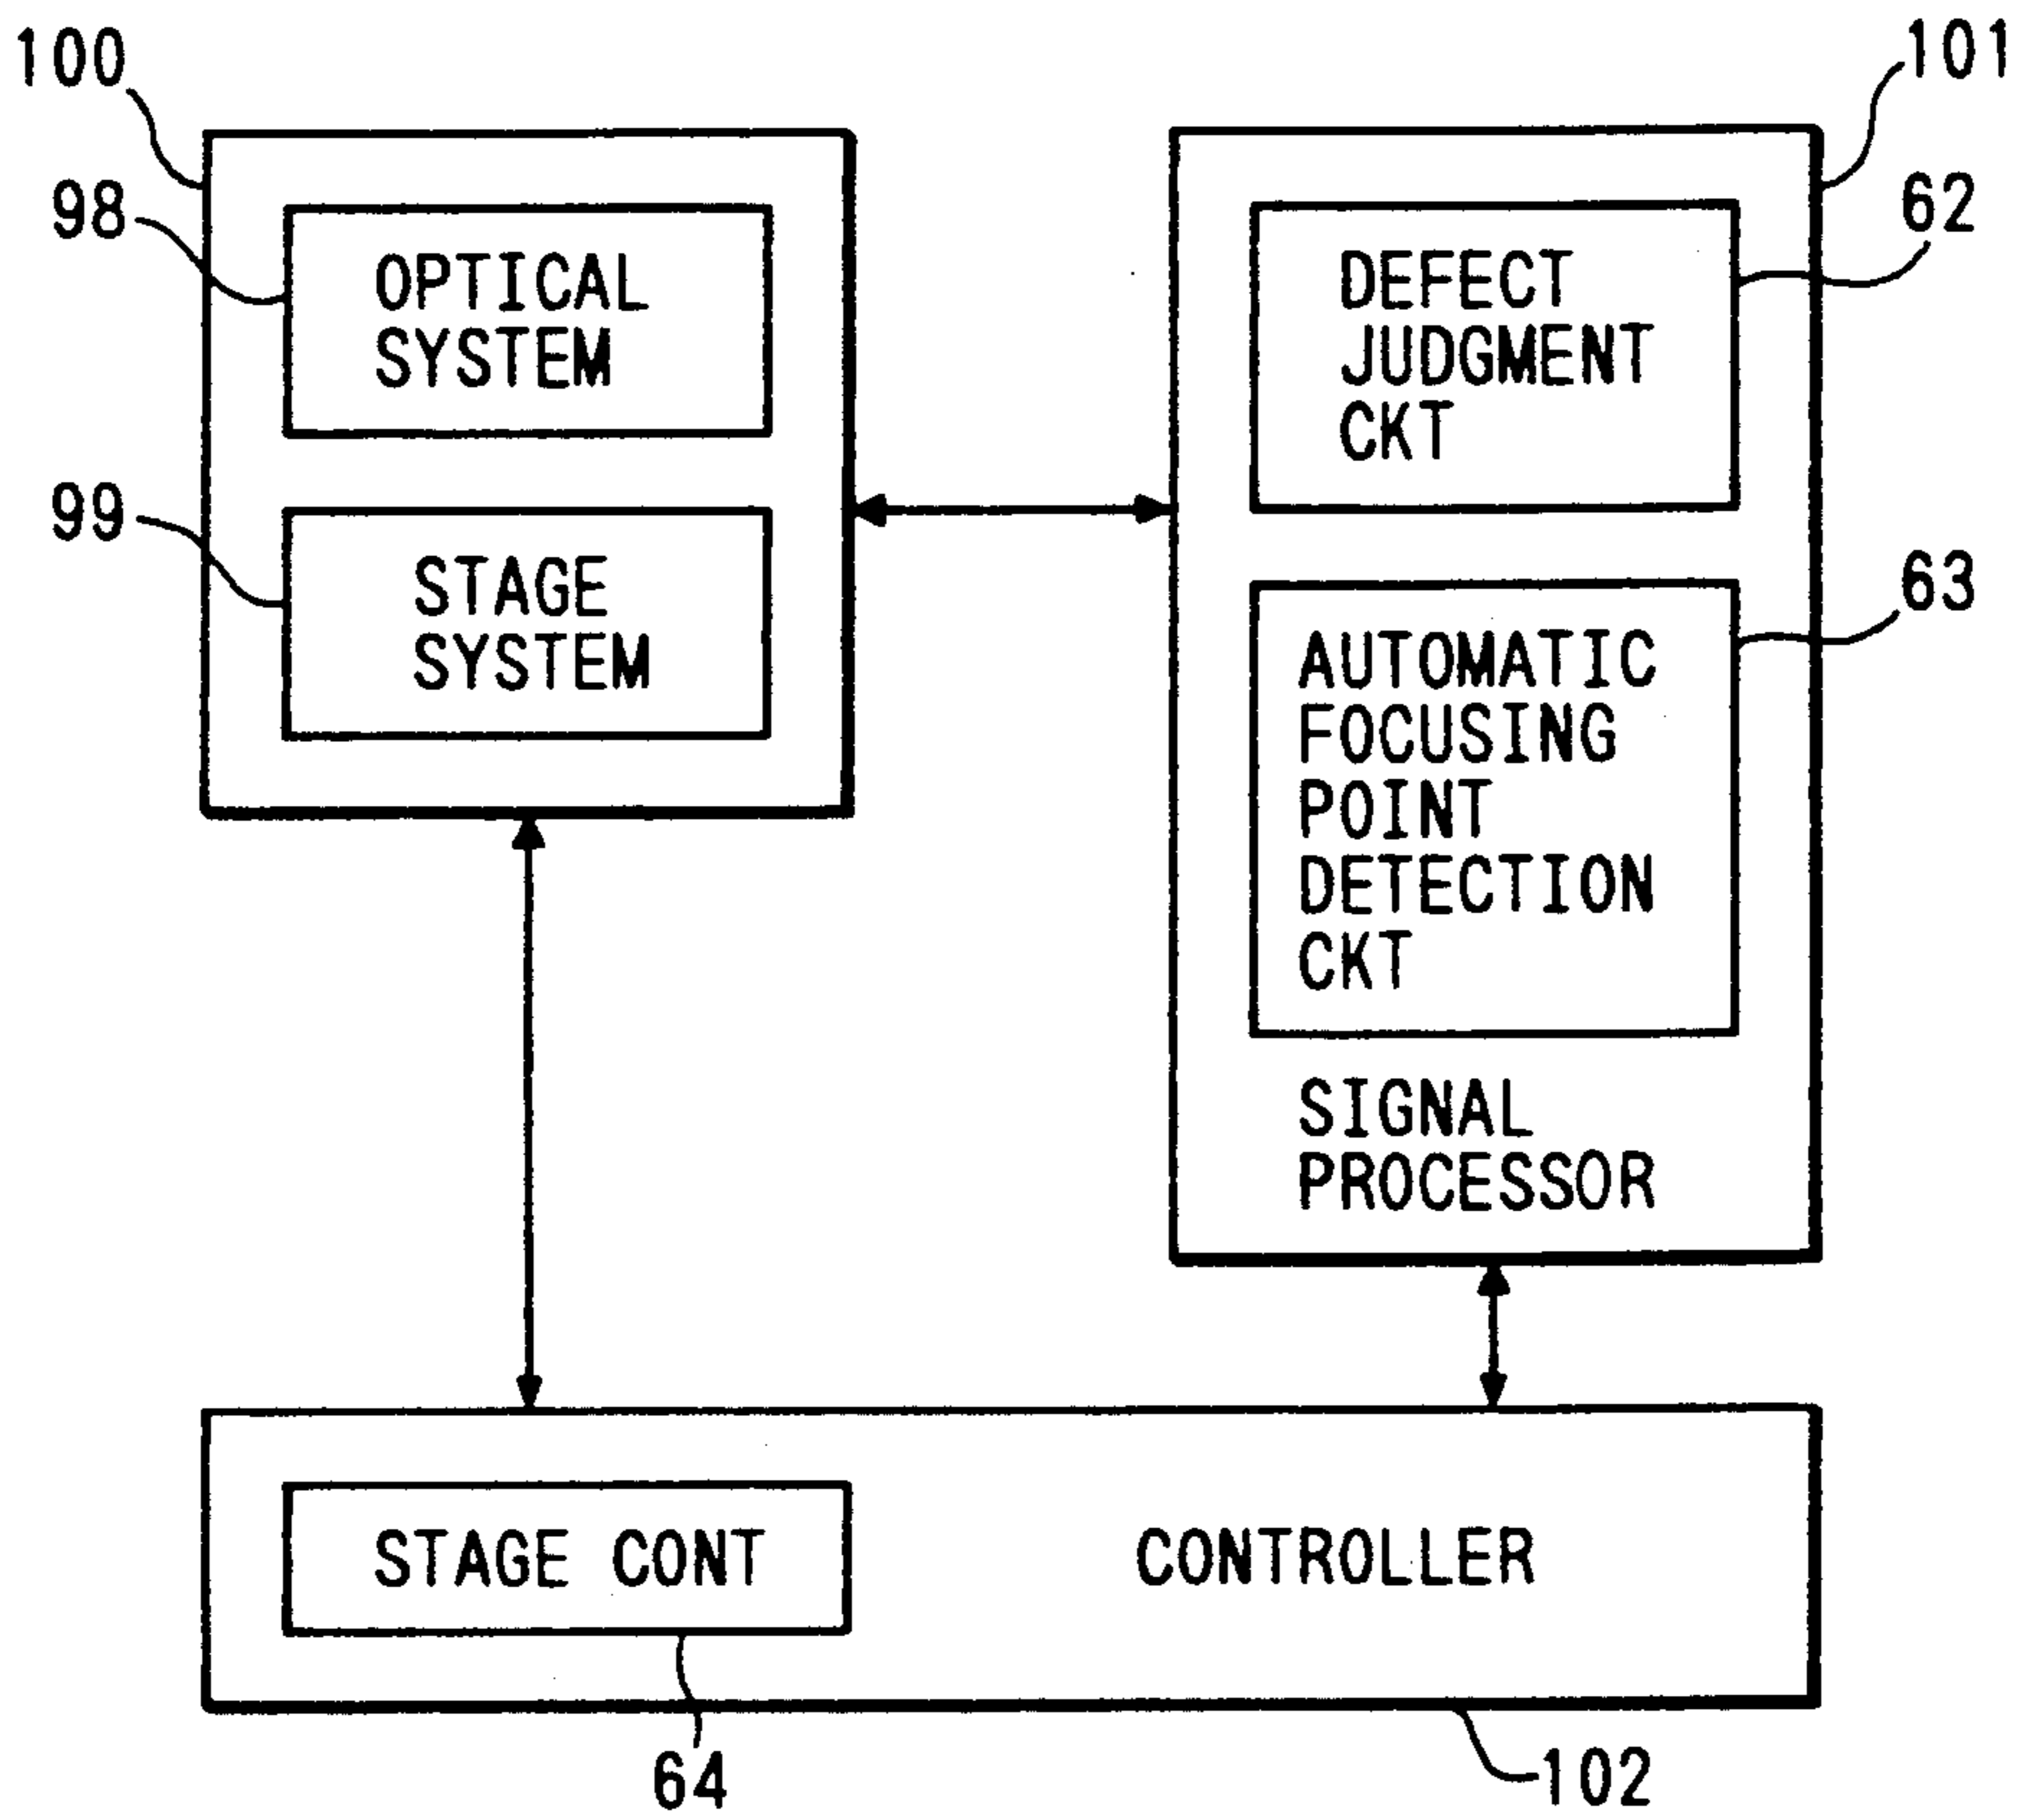 100
98
OPTICAL
SYSTEM
99
STAGE
SYSTEM
101
62
DEFECT
JUDGMENT
CKT
63
AUTOMATIC
FOCUSING
POINT
DETECTION
CKT
SIGNAL
PROCESSOR
STAGE CONT
CONTROLLER
64
102